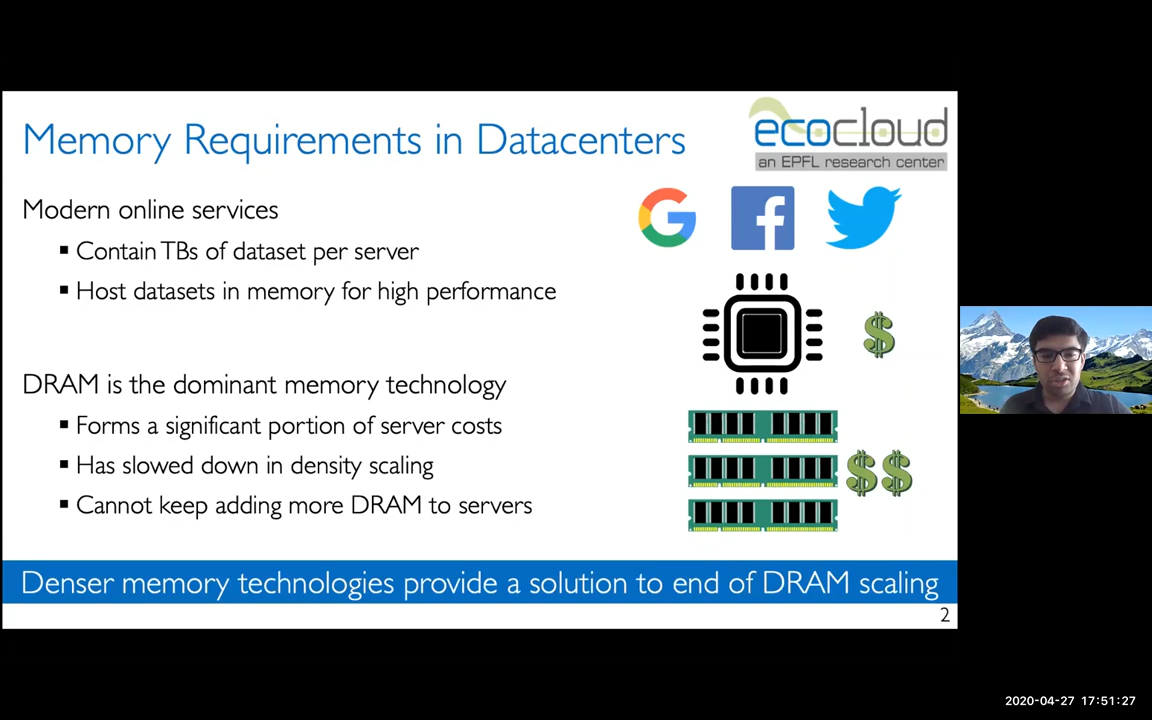 Memory Requirements in Datacenters
ecocloud
an EPFL research center
Modern online services
▪ Contain TBs of dataset per server
▪ Host datasets in memory for high performance
$
DRAM is the dominant memory technology
▪ Forms a significant portion of server costs
▪ Has slowed down in density scaling
▪ Cannot keep adding more DRAM to servers
$$
Denser memory technologies provide a solution to end of DRAM scaling
2
2020-04-27 17:51:27